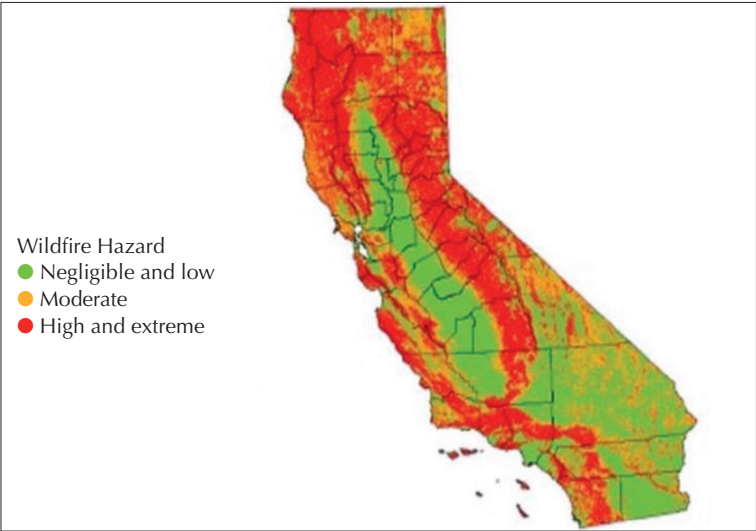 Wildfire Hazard
Negligible and low
Moderate
High and extreme